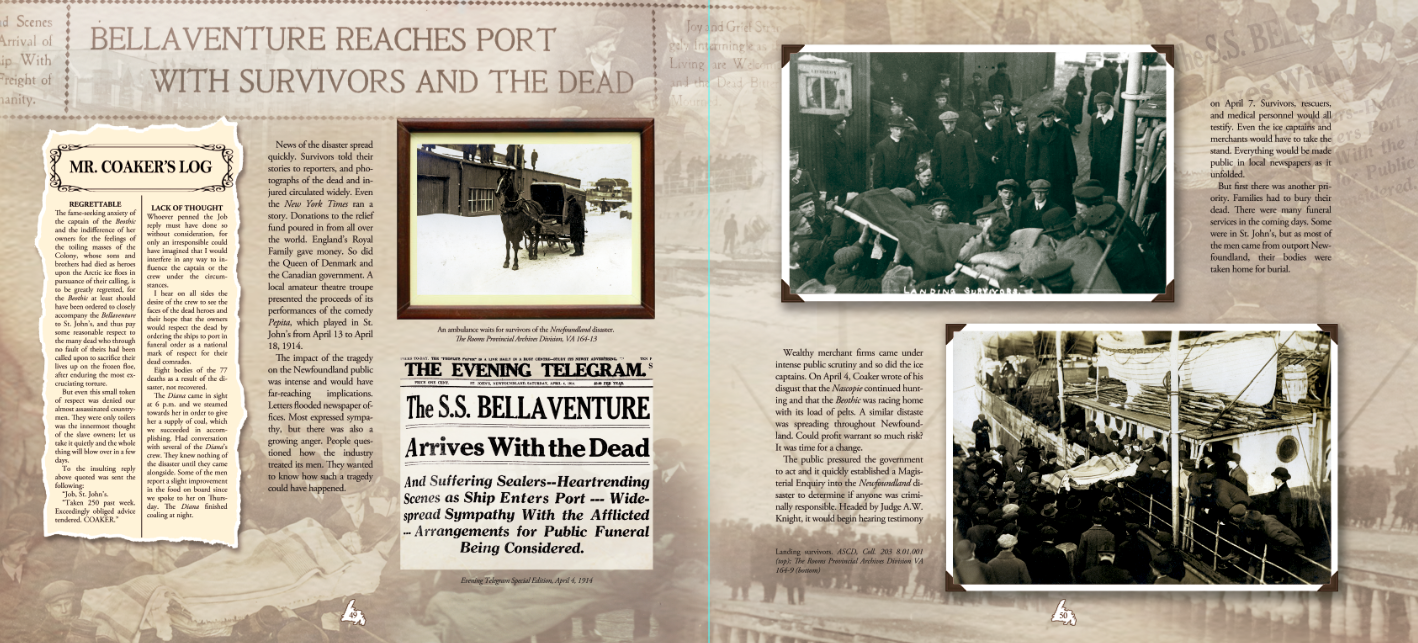 nd Scenes
Arrival of
ip With
Freight of
manity.
BELLAVENTURE REACHES PORT
WITH SURVIVORS AND THE DEAD
MR. COAKER'S LOG
REGRETTABLE
The fame-seeking anxiety of
the captain of the Beothic
and the indifference of her
owners for the feelings of
the toiling masses of the
Colony, whose sons and
brothers had died as heroes
upon the Arctic ice floes in
pursuance of their calling, is
to be greatly regretted, for
the Beothic at least should
have been ordered to closely
accompany the Bellaventure
to St. John's, and thus pay
some reasonable respect to
the many dead who through
no fault of theirs had been
called upon to sacrifice their
lives up on the frozen floe,
after enduring the most ex-
cruciating torture.
But even this small token
of respect was denied our
almost assassinated country-
men. They were only toilers
was the innermost thought
of the slave owners; let us
take it quietly and the whole
thing will blow over in a few
days.
To the insulting reply
above quoted was sent the
following:
"Job, St. John's.
"Taken 250 past week.
Exceedingly obliged advice
tendered. COAKER."
LACK OF THOUGHT
Whoever penned the Job
reply must have done so
without consideration, for
only an irresponsible could
have imagined that I would
interfere in any way to in-
fluence the captain or the
crew under the circum-
stances.
I hear on all sides the
desire of the crew to see the
faces of the dead heroes and
their hope that the owners
would respect the dead by
ordering the ships to port in
funeral order as a national
mark of respect for their
dead comrades.
Eight bodies of the 77
deaths as a result of the di-
saster, not recovered.
The Diana came in sight
at 6 p.m. and we steamed
towards her in order to give
her a supply of coal, which
we succeeded in accom-
plishing. Had conversation
with several of the Diana's
crew. They knew nothing of
the disaster until they came
alongside. Some of the men
report a slight improvement
in the food on board since
we spoke to her on Thurs-
day. The Diana finished
coaling at night.
News of the disaster spread
quickly. Survivors told their
stories to reporters, and pho-
tographs of the dead and in-
jured circulated widely. Even
the New York Times ran a
story. Donations to the relief
fund poured in from all over
the world. England's Royal
Family gave money. So did
the Queen of Denmark and
the Canadian government. A
local amateur theatre troupe
presented the proceeds of its
performances of the comedy
Pepita, which played in St.
John's from April 13 to April
18, 1914.
The impact of the tragedy
on the Newfoundland public
was intense and would have
far-reaching implications.
Letters flooded newspaper of-
fices. Most expressed sympa-
thy, but there was also a
growing anger. People ques-
tioned how the industry
treated its men. They wanted
to know how such a tragedy
could have happened.
An ambulance waits for survivors of the Newfoundland disaster.
The Rooms Provincial Archives Division, VA 164-13
THE EVENING TELEGRAM.
PRICE ONE CENT.
ST. JOHN'S, NEWFOUNDLAND, SATURDAY, APRIL 4, 1914.
The S.S. BELLAVENTURE
Arrives With the Dead
And Suffering Sealers--Heartrending
Scenes as Ship Enters Port --- Wide-
spread Sympathy With the Afflicted
... Arrangements for Public Funeral
Being Considered.
Evening Telegram Special Edition, April 4, 1914
49
LANDING SURVIVORS.
on April 7. Survivors, rescuers,
and medical personnel would all
testify. Even the ice captains and
merchants would have to take the
stand. Everything would be made
public in local newspapers as it
unfolded.
But first there was another pri-
ority. Families had to bury their
dead. There were many funeral
services in the coming days. Some
were in St. John's, but as most of
the men came from outport New-
foundland, their bodies were
taken home for burial.
Wealthy merchant firms came under
intense public scrutiny and so did the ice
captains. On April 4, Coaker wrote of his
disgust that the Nascopie continued hunt-
ing and that the Beothic was racing home
with its load of pelts. A similar distaste
was spreading throughout Newfound-
land. Could profit warrant so much risk?
It was time for a change.
The public pressured the government
to act and it quickly established a Magis-
terial Enquiry into the Newfoundland di-
saster to determine if anyone was crimi-
nally responsible. Headed by Judge A.W.
Knight, it would begin hearing testimony
Landing survivors. ASCD, Coll. 203 8.01.001
(top); The Rooms Provincial Archives Division VA
164-9 (bottom)
50